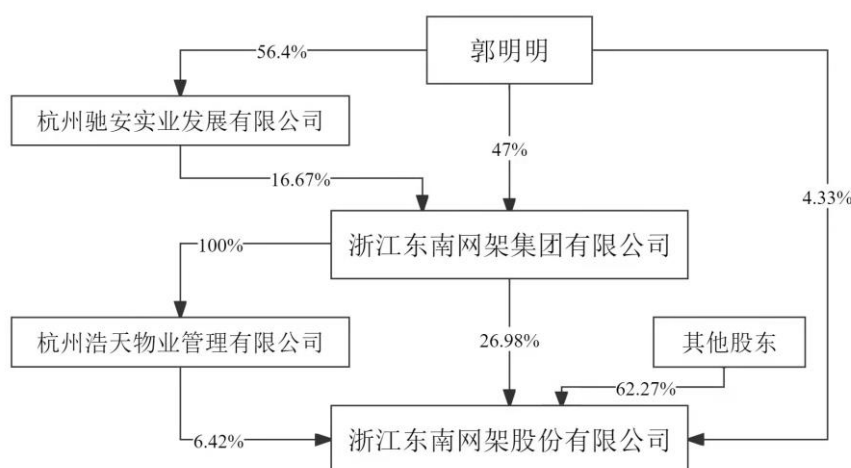 郭明明
56.4%
杭州驰安实业发展有限公司
47%
16.67%
4.33%
浙江东南网架集团有限公司
100%
杭州浩天物业管理有限公司
26.98%
其他股东
62.27%
浙江东南网架股份有限公司
6.42%